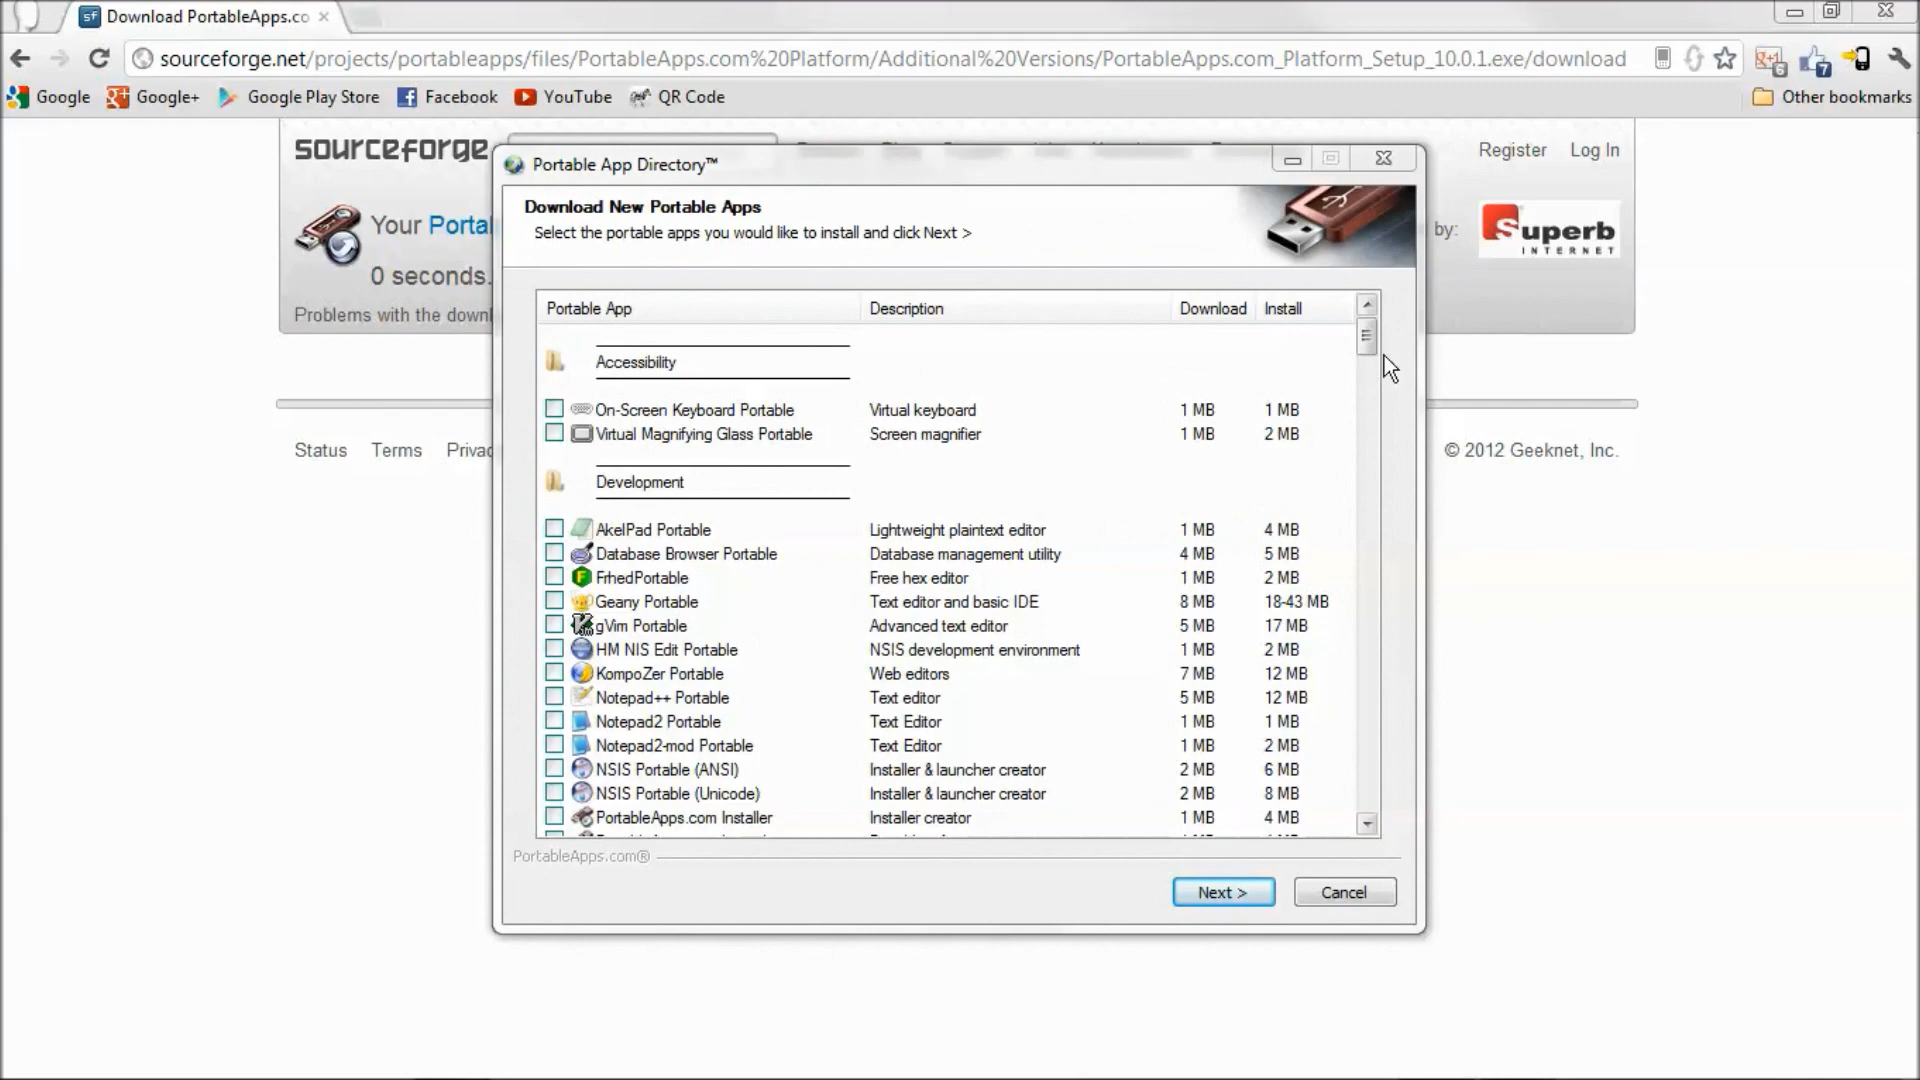 Download PortableApps.co
sourceforge.net/projects/portableapps/files/PortableApps.com%20Platform/Additional%20Versions/PortableApps.com_Platform_Setup_10.0.1.exe/download
6
7
Google
Google+
Google Play Store
Facebook
YouTube
QR Code
Other bookmarks
sourceforge
Register
Log In
Your Porta
0 seconds.
Problems with the downl
by:
Superb
INTERNET
Status
Terms
Privac
© 2012 Geeknet, Inc.
Portable App Directory™
Download New Portable Apps
Select the portable apps you would like to install and click Next >
Portable App Description Download Install
Accessibility
On-Screen Keyboard Portable Virtual keyboard 1 MB 1 MB
Virtual Magnifying Glass Portable Screen magnifier 1 MB 2 MB
Development
AkelPad Portable Lightweight plaintext editor 1 MB 4 MB
Database Browser Portable Database management utility 4 MB 5 MB
FrhedPortable Free hex editor 1 MB 2 MB
Geany Portable Text editor and basic IDE 8 MB 18-43 MB
gVim Portable Advanced text editor 5 MB 17 MB
HM NIS Edit Portable NSIS development environment 1 MB 2 MB
KompoZer Portable Web editors 7 MB 12 MB
Notepad++ Portable Text editor 5 MB 12 MB
Notepad2 Portable Text Editor 1 MB 1 MB
Notepad2-mod Portable Text Editor 1 MB 2 MB
NSIS Portable (ANSI) Installer & launcher creator 2 MB 6 MB
NSIS Portable (Unicode) Installer & launcher creator 2 MB 8 MB
PortableApps.com Installer Installer creator 1 MB 4 MB
PortableApps.com®
Next >
Cancel